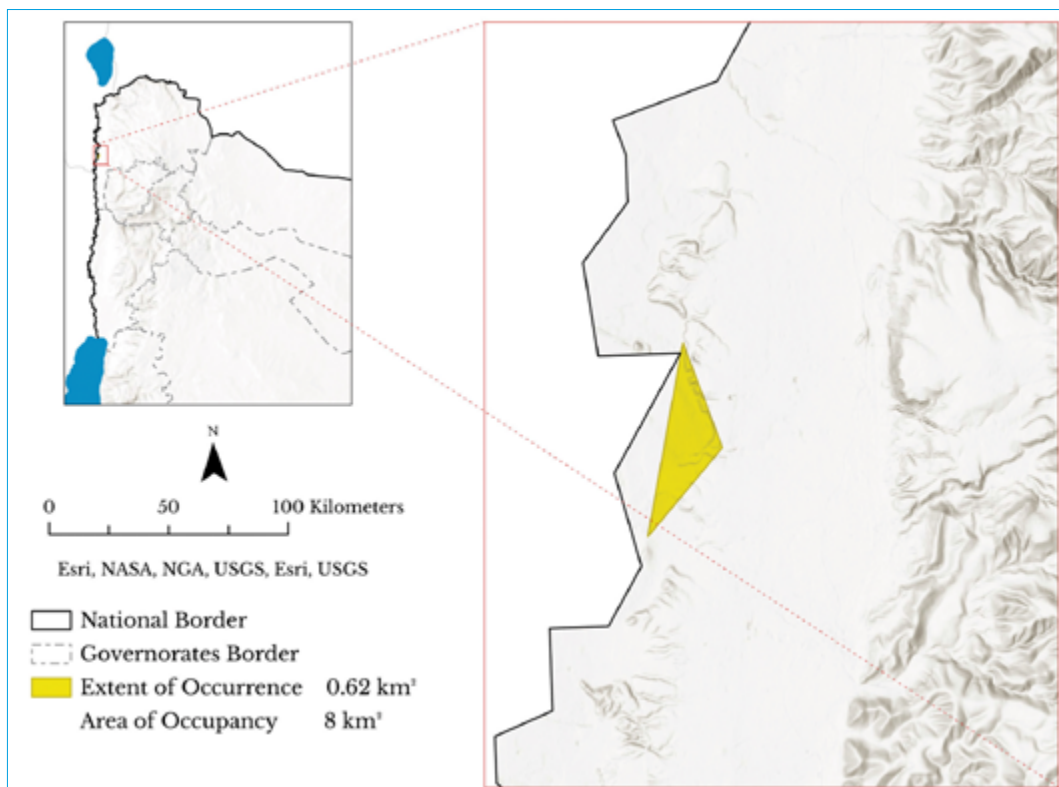 N
0 50 100 Kilometers
Esri, NASA, NGA, USGS, Esri, USGS
National Border
Governorates Border
Extent of Occurrence 0.62 km²
Area of Occupancy 8 km²